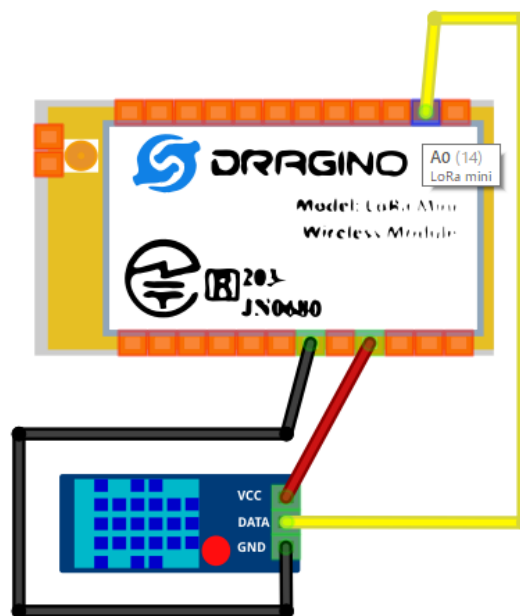 DRAGINO
A0 (14)
LoRa mini
Model: LoRa Mini
Wireless Module
R 203
JN0680
VCC
DATA
GND